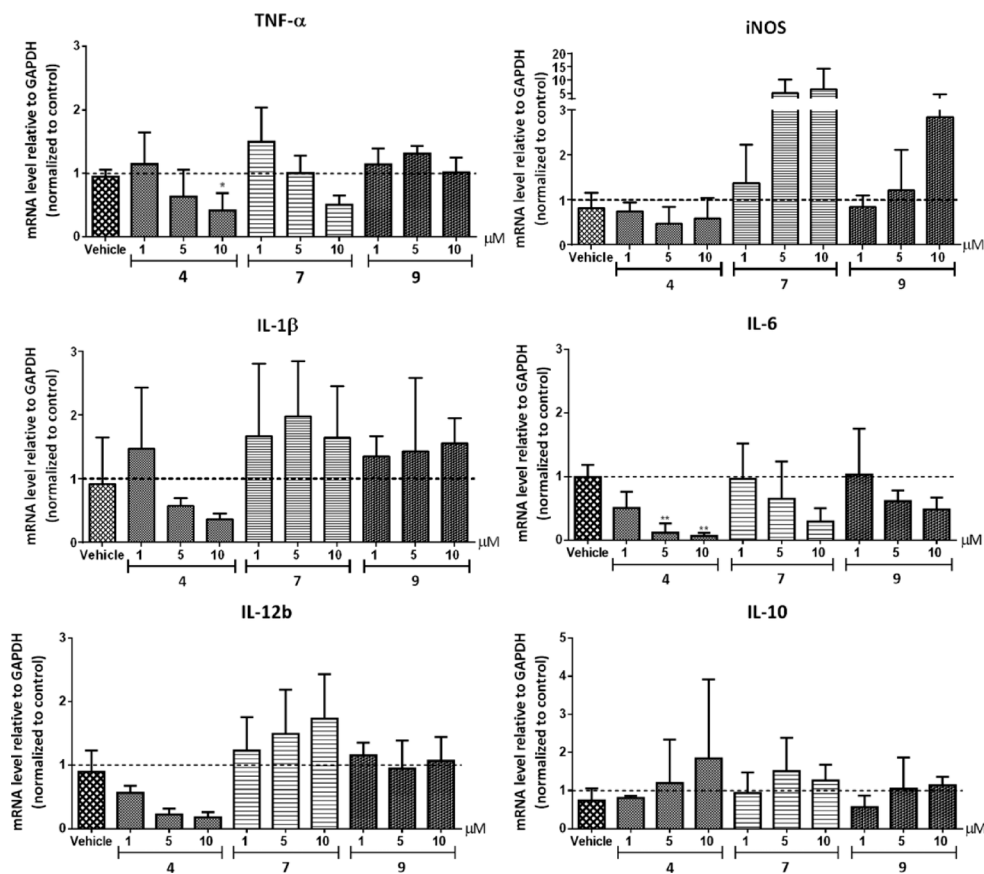 TNF-α
mRNA level relative to GAPDH
(normalized to control)
3
2
1
0
*
Vehicle 1 5 10 1 5 10 1 5 10 μM
4 7 9
iNOS
mRNA level relative to GAPDH
(normalized to control)
20
15
10
5
3
2
1
0
Vehicle 1 5 10 1 5 10 1 5 10 μM
4 7 9
IL-1β
mRNA level relative to GAPDH
(normalized to control)
3
2
1
0
Vehicle 1 5 10 1 5 10 1 5 10 μM
4 7 9
IL-6
mRNA level relative to GAPDH
(normalized to control)
3
2
1
0
** **
Vehicle 1 5 10 1 5 10 1 5 10 μM
4 7 9
IL-12b
mRNA level relative to GAPDH
(normalized to control)
3
2
1
0
Vehicle 1 5 10 1 5 10 1 5 10 μM
4 7 9
IL-10
mRNA level relative to GAPDH
(normalized to control)
5
4
3
2
1
0
Vehicle 1 5 10 1 5 10 1 5 10 μM
4 7 9